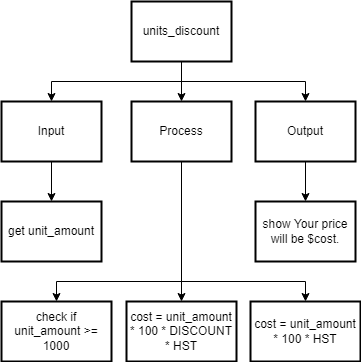 units_discount
Input
Process
Output
get unit_amount
show Your price
will be $cost.
check if
unit_amount >=
1000
cost = unit_amount
* 100 * DISCOUNT
* HST
cost = unit_amount
* 100 * HST